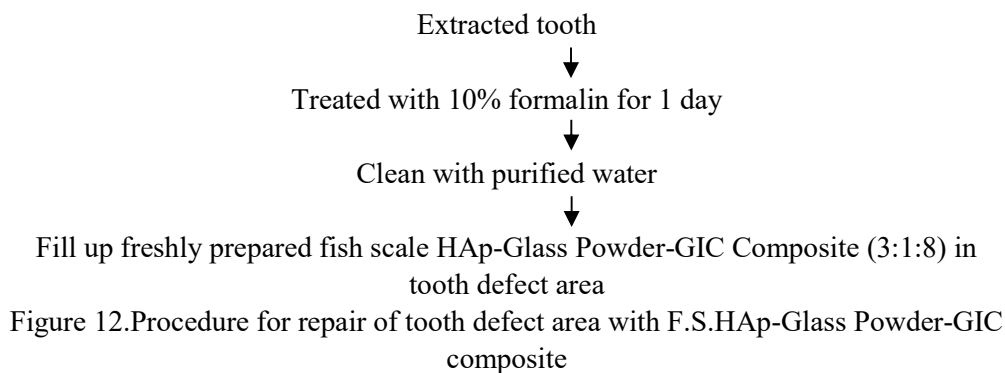 Extracted tooth
Treated with 10% formalin for 1 day
Clean with purified water
Fill up freshly prepared fish scale HAp-Glass Powder-GIC Composite (3:1:8) in
tooth defect area
Figure 12.Procedure for repair of tooth defect area with F.S.HAp-Glass Powder-GIC
composite